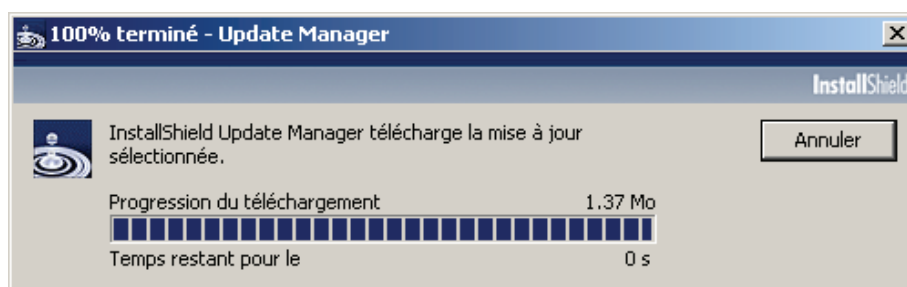 100% terminé - Update Manager
InstallShield
InstallShield Update Manager télécharge la mise à jour
sélectionnée.
Annuler
Progression du téléchargement 1.37 Mo
Temps restant pour le 0 s